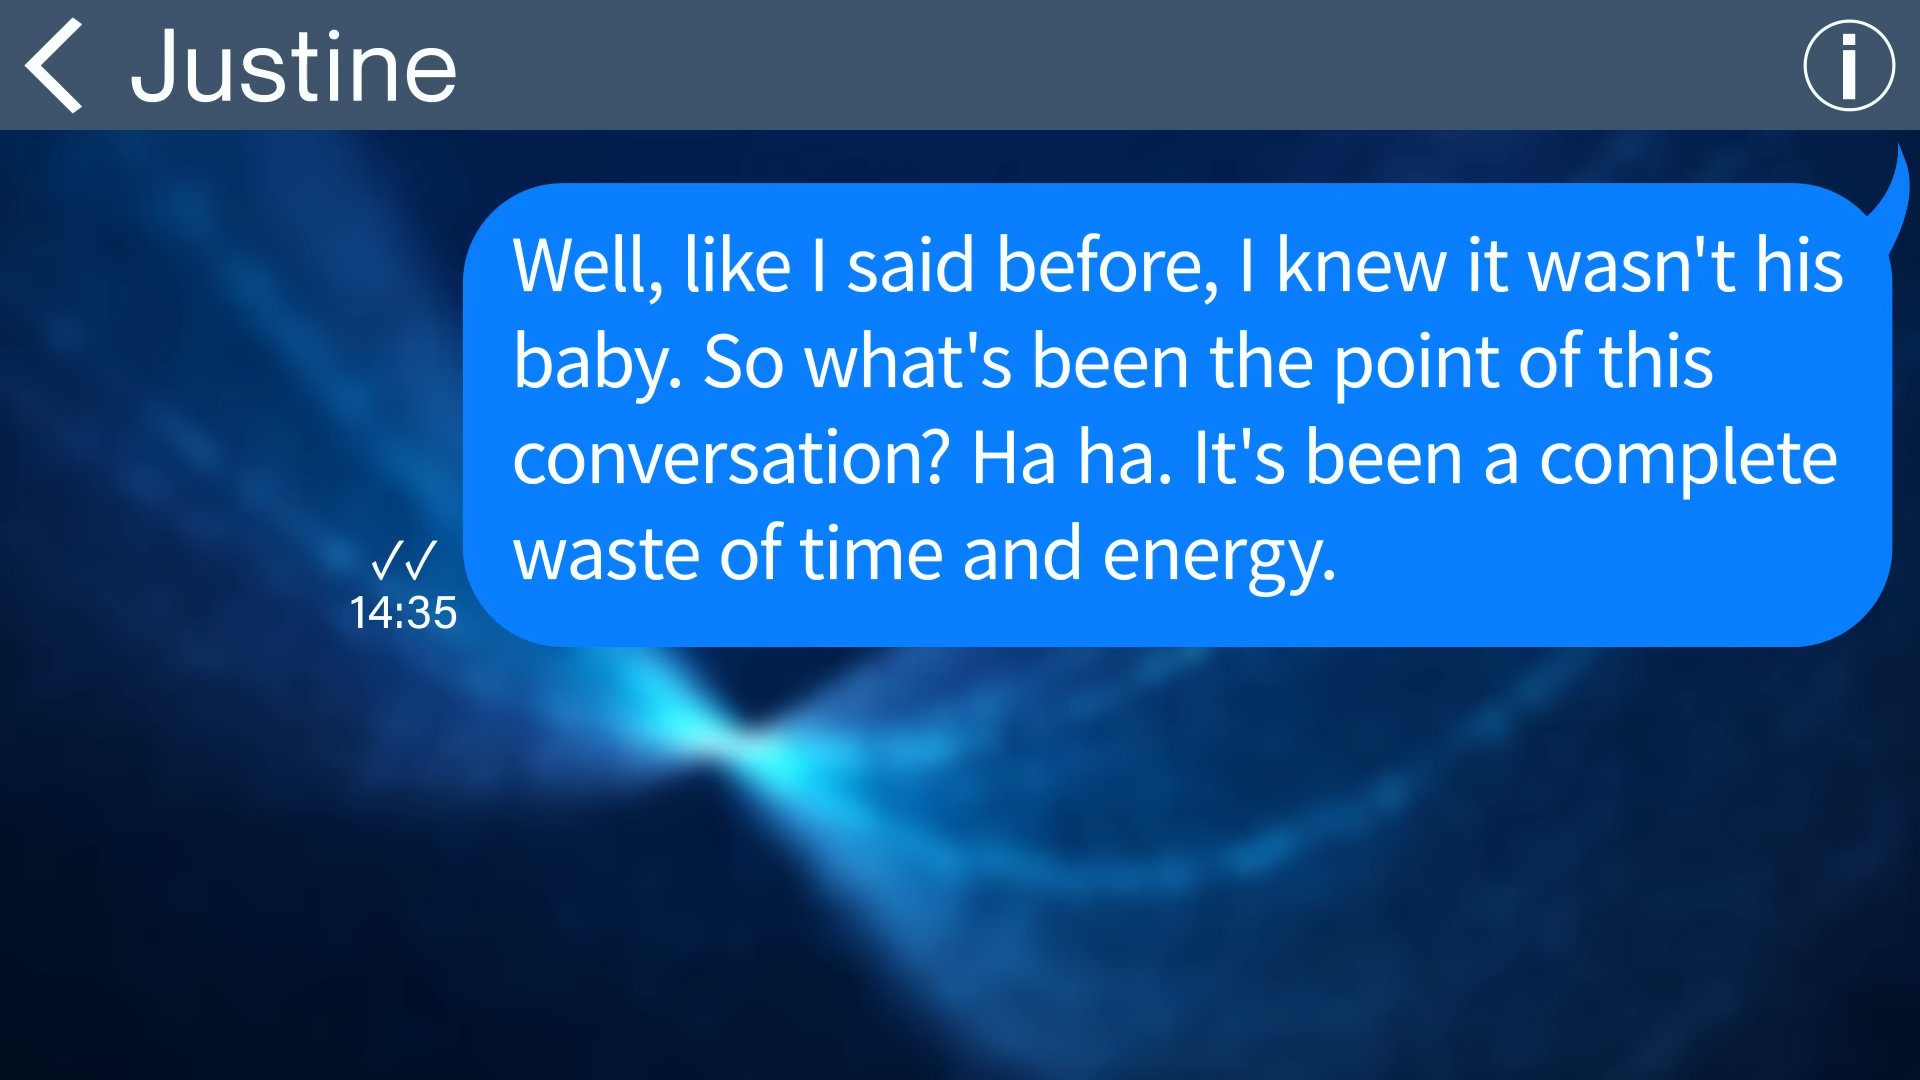 Justine
Well, like I said before, I knew it wasn't his
baby. So what's been the point of this
conversation? Ha ha. It's been a complete
waste of time and energy.
✓✓
14:35